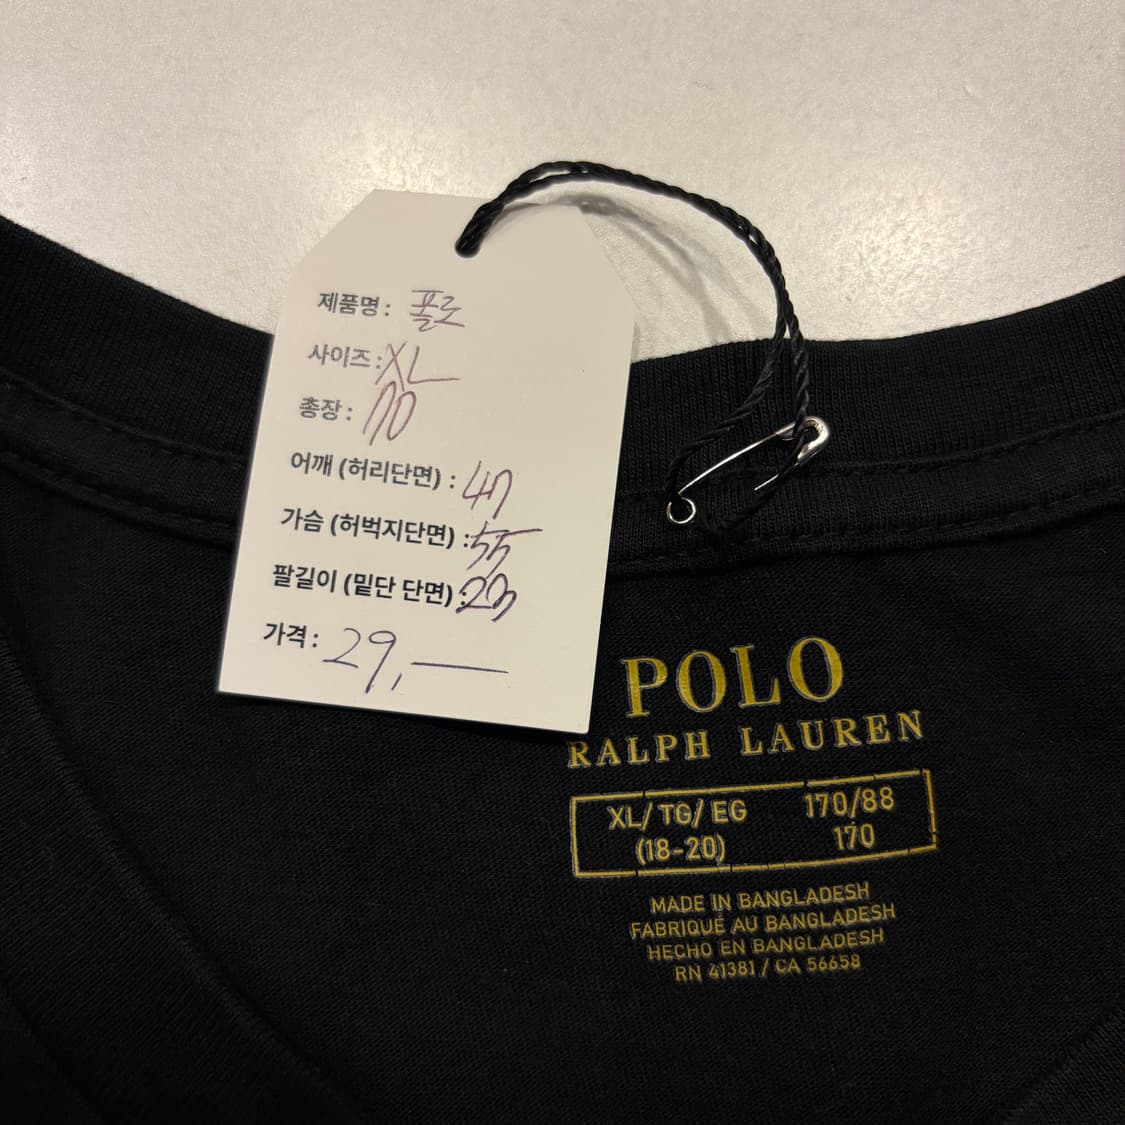 제품명 : 폴로
사이즈 : XL
총장 : 70
어깨 (허리단면) : 47
가슴 (허벅지단면) : 55
팔길이 (밑단 단면) : 23
가격 : 29,—
POLO
RALPH LAUREN
XL/ TG/ EG 170/88
(18-20) 170
MADE IN BANGLADESH
FABRIQUÉ AU BANGLADESH
HECHO EN BANGLADESH
RN 41381 / CA 56658